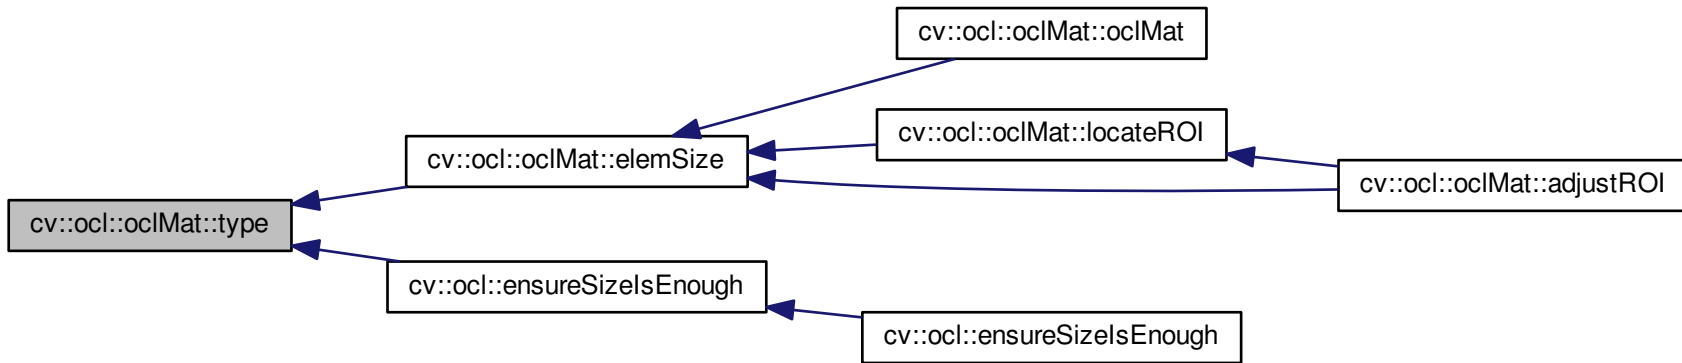 cv::ocl::oclMat::oclMat
cv::ocl::oclMat::locateROI
cv::ocl::oclMat::elemSize
cv::ocl::oclMat::adjustROI
cv::ocl::oclMat::type
cv::ocl::ensureSizeIsEnough
cv::ocl::ensureSizeIsEnough